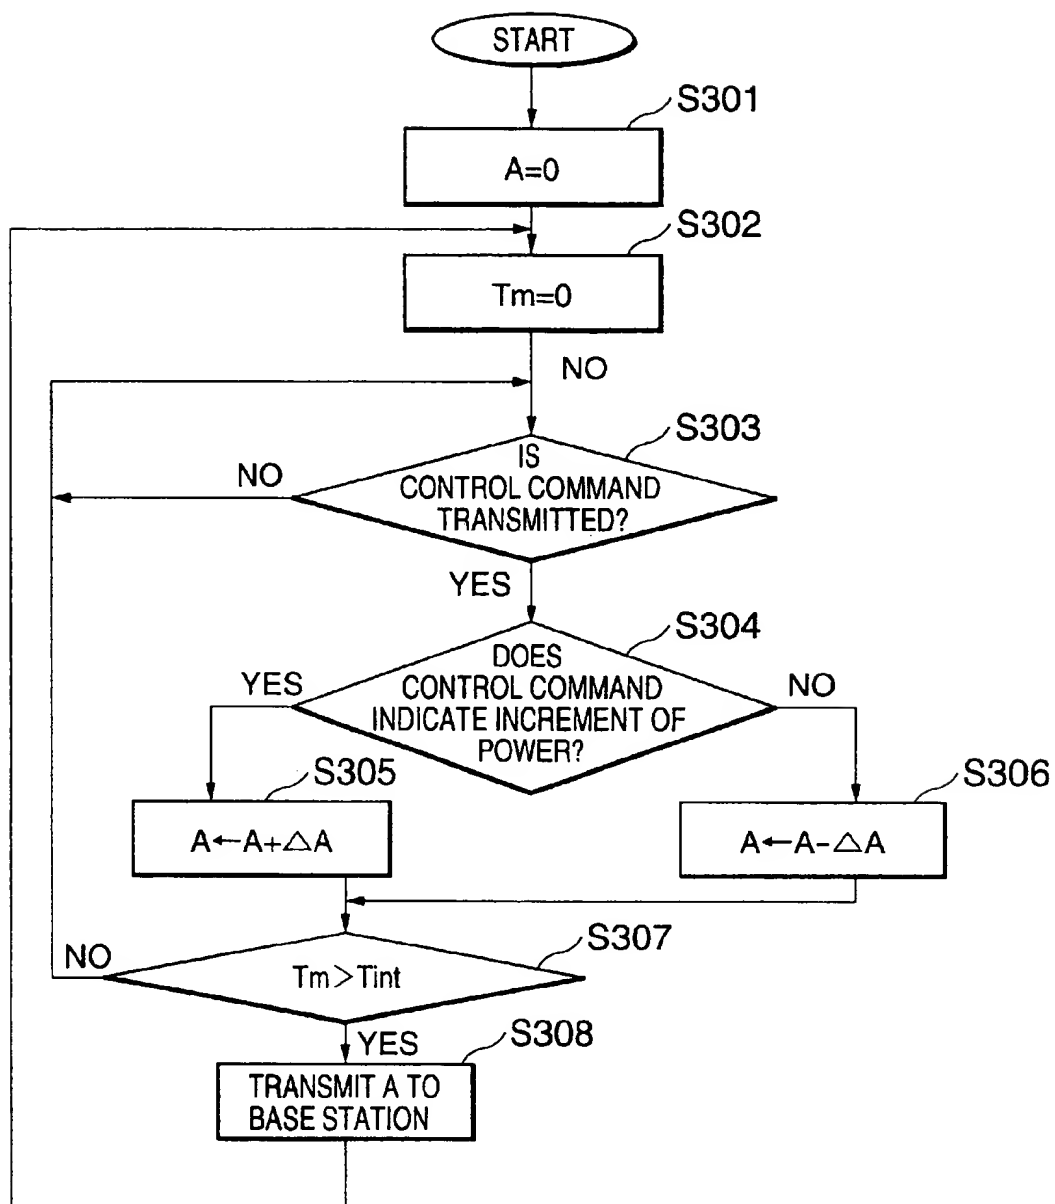 START
S301
A=0
S302
Tm=0
NO
S303
IS
CONTROL COMMAND
TRANSMITTED?
NO
YES
S304
DOES
CONTROL COMMAND
INDICATE INCREMENT OF
POWER?
YES
NO
S305
A←A+△A
S306
A←A-△A
S307
Tm>Tint
NO
YES
S308
TRANSMIT A TO
BASE STATION